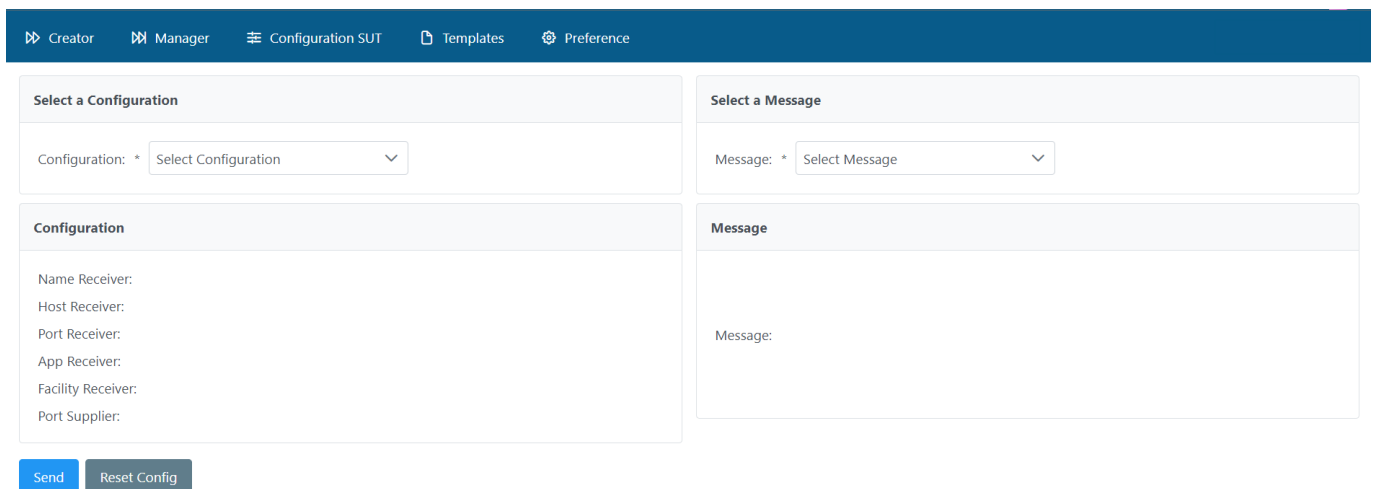 Creator Manager Configuration SUT Templates Preference
Select a Configuration
Configuration: * Select Configuration
Select a Message
Message: * Select Message
Configuration
Name Receiver:
Host Receiver:
Port Receiver:
App Receiver:
Facility Receiver:
Port Supplier:
Message
Message:
Send Reset Config